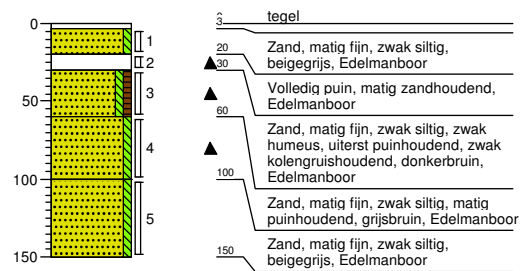 0
50
100
150
1
2
3
4
5
3
tegel
20
Zand, matig fijn, zwak siltig,
beigegrijs, Edelmanboor
30
Volledig puin, matig zandhoudend,
Edelmanboor
60
Zand, matig fijn, zwak siltig, zwak
humeus, uiterst puinhoudend, zwak
kolengruishoudend, donkerbruin,
Edelmanboor
100
Zand, matig fijn, zwak siltig, matig
puinhoudend, grijsbruin, Edelmanboor
150
Zand, matig fijn, zwak siltig,
beigegrijs, Edelmanboor